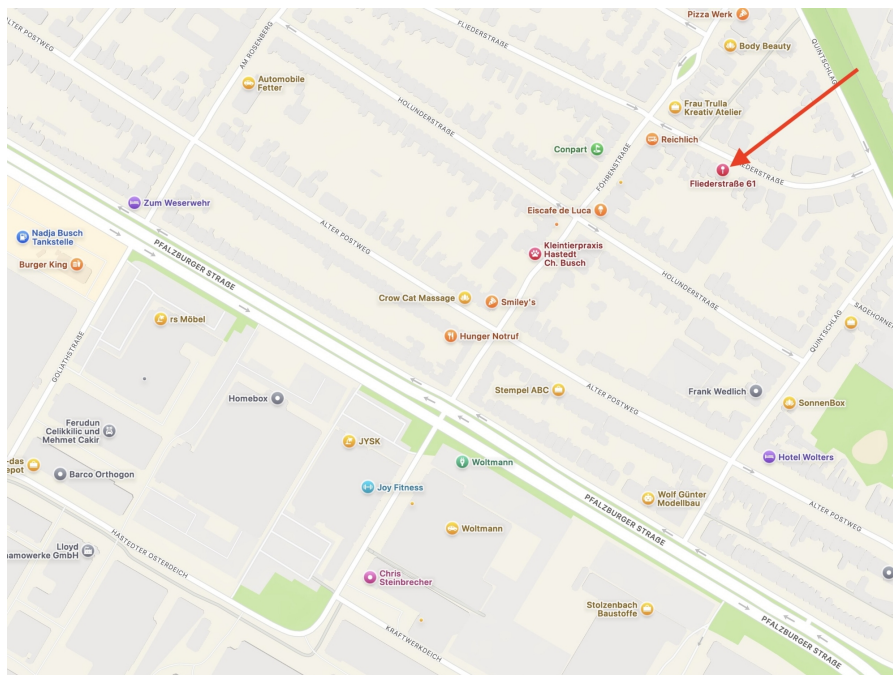 Pizza Werk
ALTER POSTWEG
AM ROSENBERG
FLIEDERSTRAßE
QUINTSCHLAG
Body Beauty
Automobile
Fetter
Frau Trulla
Kreativ Atelier
HOLUNDERSTRAßE
Reichlich
Conpart
FÖHRENSTRAßE
Fliederstraße 61
Zum Weserwehr
Eiscafe de Luca
ALTER POSTWEG
Nadja Busch
Tankstelle
PFALZBURGER STRAßE
Kleintierpraxis
Hastedt
Ch. Busch
Burger King
HOLUNDERSTRAßE
Crow Cat Massage
Smiley's
rs Möbel
Hunger Notruf
QUINTSCHLAG
GOLIATHSTRAßE
Homebox
Stempel ABC
ALTER POSTWEG
Frank Wedlich
SonnenBox
Ferudun
Celikkilic und
Mehmet Cakir
JYSK
Hotel Wolters
-das
epot
Barco Orthogon
Woltmann
Joy Fitness
Wolf Günter
Modellbau
PFALZBURGER STRAßE
ALTER POSTWEG
Woltmann
HASTEDTER OSTERDEICH
Lloyd
namowerke GmbH
Chris
Steinbrecher
Stolzenbach
Baustoffe
KRAFTWERKDEICH
PFALZBURGER STRAßE